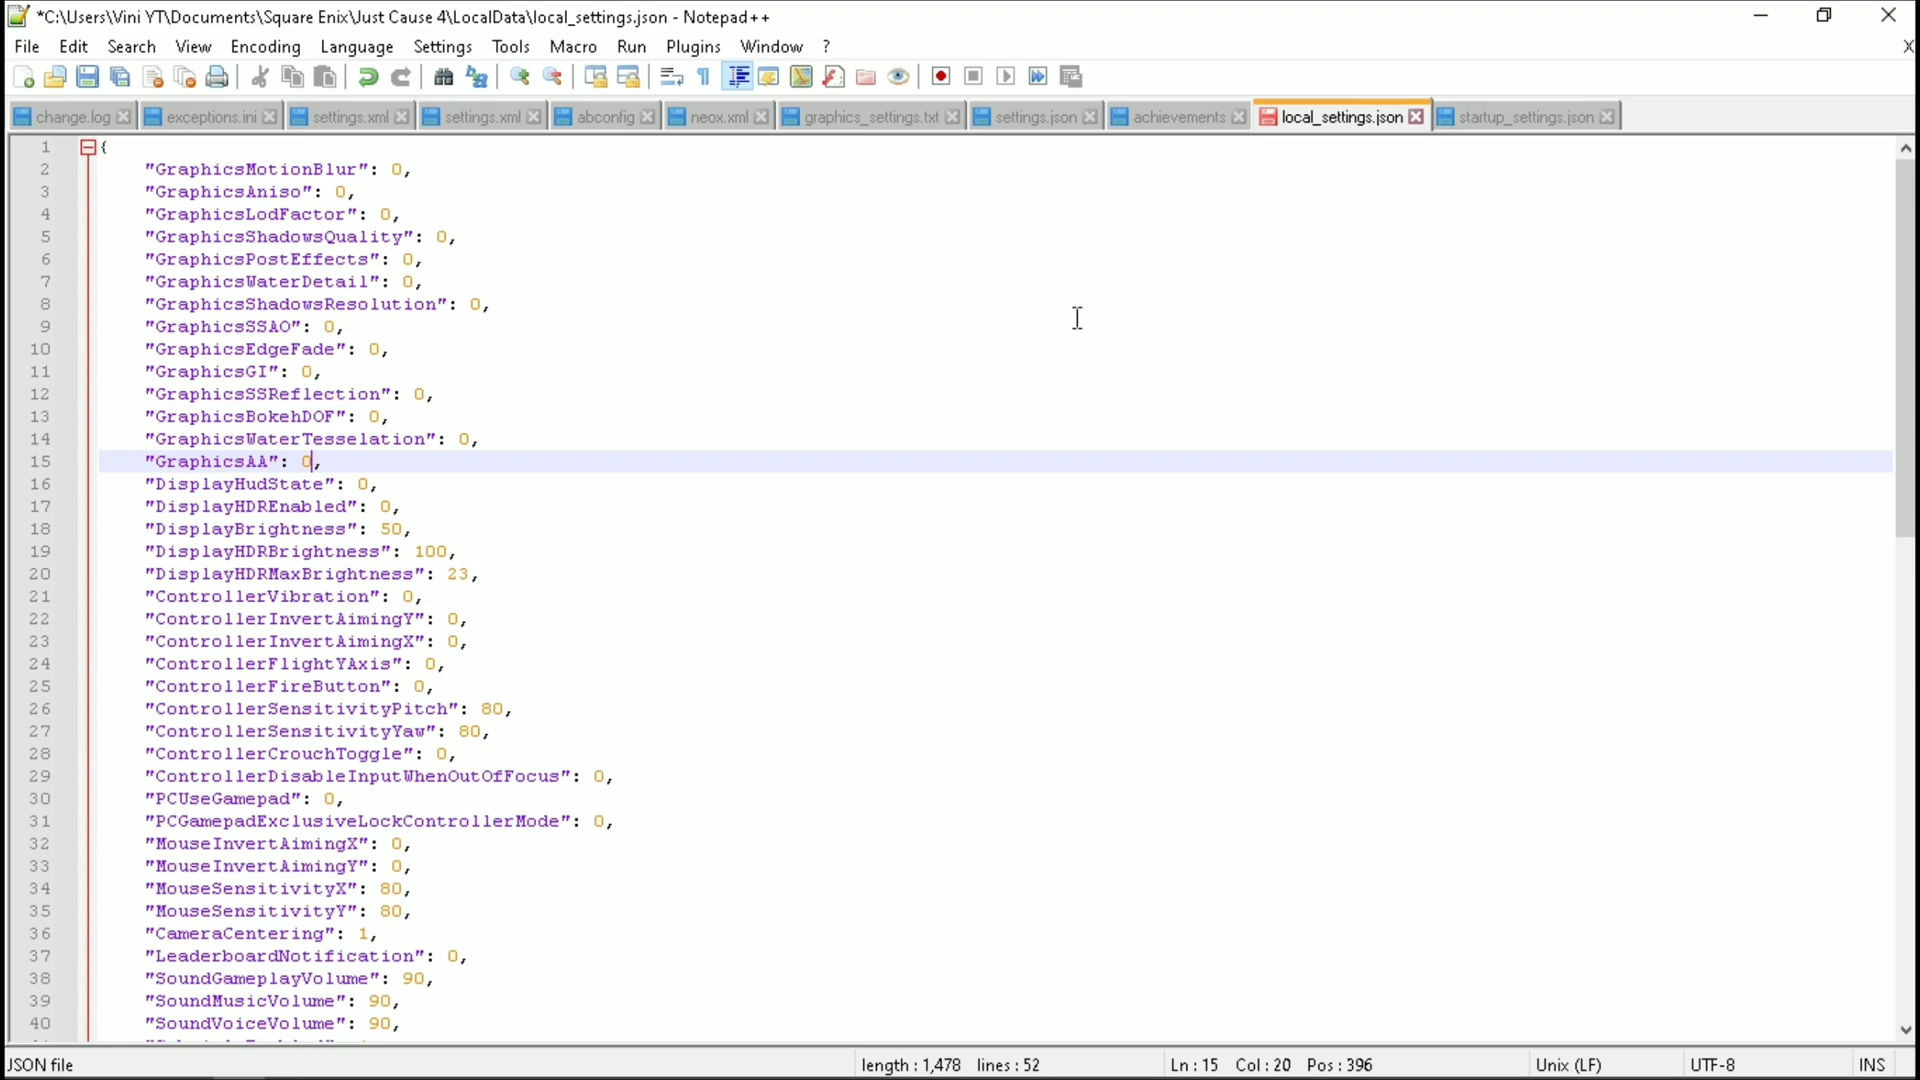 *C:\Users\Vini YT\Documents\Square Enix\Just Cause 4\LocalData\local_settings.json - Notepad++
File Edit Search View Encoding Language Settings Tools Macro Run Plugins Window ? X
change.log exceptions.ini settings.xml settings.xml abconfig neox.xml graphics_settings.txt settings.json achievements local_settings.json startup_settings.json
1 {
2 "GraphicsMotionBlur": 0,
3 "GraphicsAniso": 0,
4 "GraphicsLodFactor": 0,
5 "GraphicsShadowsQuality": 0,
6 "GraphicsPostEffects": 0,
7 "GraphicsWaterDetail": 0,
8 "GraphicsShadowsResolution": 0,
9 "GraphicsSSAO": 0,
10 "GraphicsEdgeFade": 0,
11 "GraphicsGI": 0,
12 "GraphicsSSReflection": 0,
13 "GraphicsBokehDOF": 0,
14 "GraphicsWaterTesselation": 0,
15 "GraphicsAA": 0,
16 "DisplayHudState": 0,
17 "DisplayHDREnabled": 0,
18 "DisplayBrightness": 50,
19 "DisplayHDRBrightness": 100,
20 "DisplayHDRMaxBrightness": 23,
21 "ControllerVibration": 0,
22 "ControllerInvertAimingY": 0,
23 "ControllerInvertAimingX": 0,
24 "ControllerFlightYAxis": 0,
25 "ControllerFireButton": 0,
26 "ControllerSensitivityPitch": 80,
27 "ControllerSensitivityYaw": 80,
28 "ControllerCrouchToggle": 0,
29 "ControllerDisableInputWhenOutOfFocus": 0,
30 "PCUseGamepad": 0,
31 "PCGamepadExclusiveLockControllerMode": 0,
32 "MouseInvertAimingX": 0,
33 "MouseInvertAimingY": 0,
34 "MouseSensitivityX": 80,
35 "MouseSensitivityY": 80,
36 "CameraCentering": 1,
37 "LeaderboardNotification": 0,
38 "SoundGameplayVolume": 90,
39 "SoundMusicVolume": 90,
40 "SoundVoiceVolume": 90,
JSON file length : 1,478 lines : 52 Ln : 15 Col : 20 Pos : 396 Unix (LF) UTF-8 INS